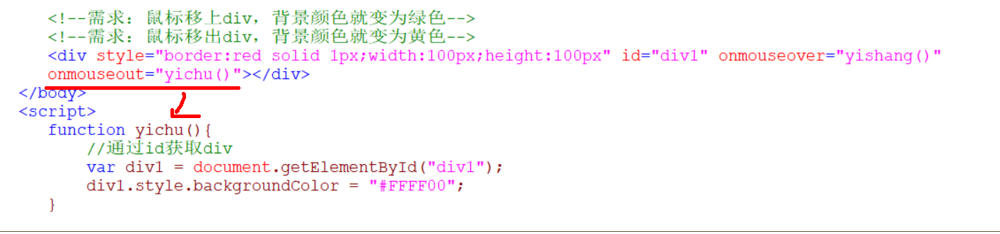 <!--需求：鼠标移上div，背景颜色就变为绿色-->
<!--需求：鼠标移出div，背景颜色就变为黄色-->
<div style="border:red solid 1px;width:100px;height:100px" id="div1" onmouseover="yishang()"
onmouseout="yichu()"></div>
</body>
<script>
function yichu(){
//通过id获取div
var div1 = document.getElementById("div1");
div1.style.backgroundColor = "#FFFF00";
}